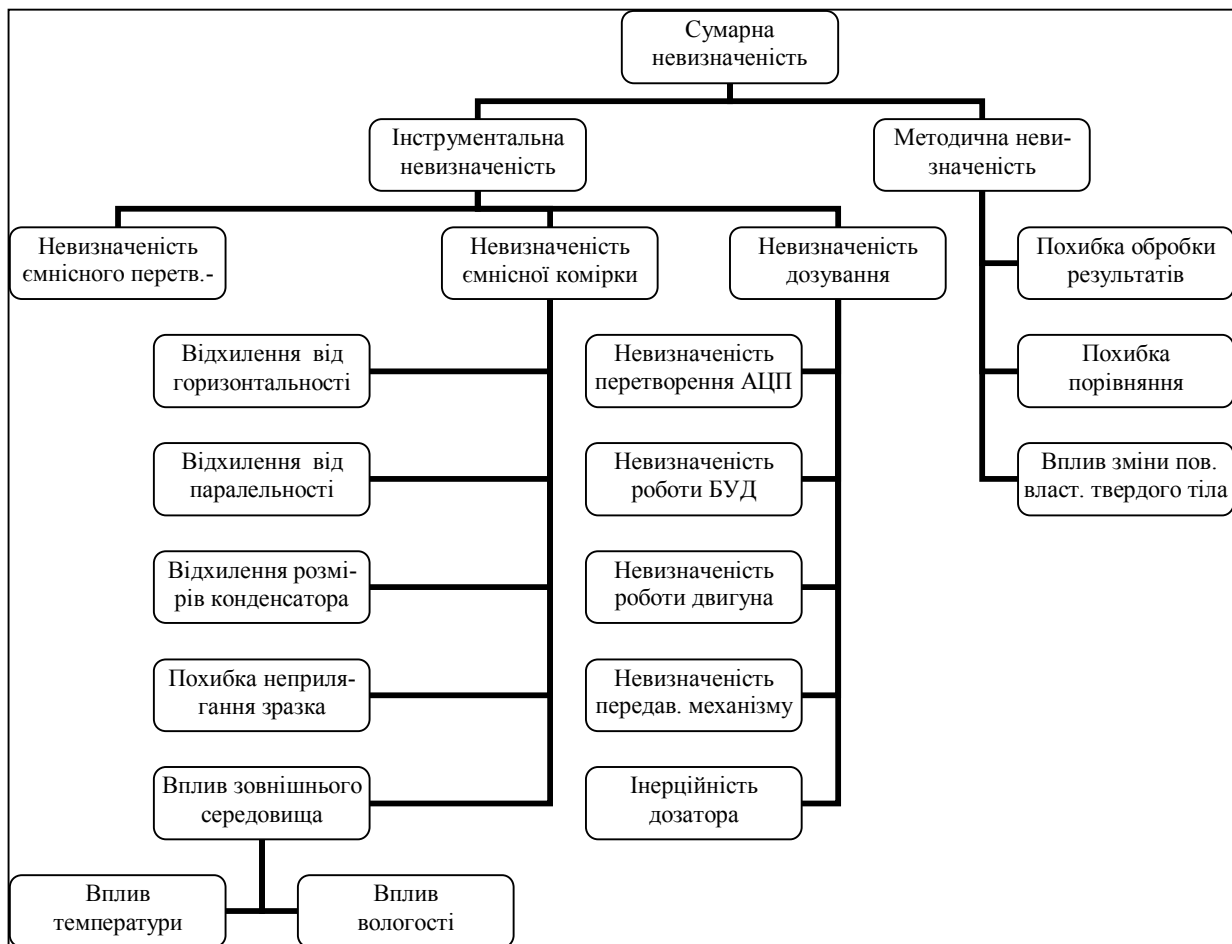 Сумарна
невизначеність
Інструментальна
невизначеність
Методична неви-
значеність
Невизначеність
ємнісного перетв.-
Невизначеність
ємнісної комірки
Невизначеність
дозування
Похибка обробки
результатів
Відхилення від
горизонтальності
Невизначеність
перетворення АЦП
Похибка
порівняння
Відхилення від
паралельності
Невизначеність
роботи БУД
Вплив зміни пов.
власт. твердого тіла
Відхилення розмі-
рів конденсатора
Невизначеність
роботи двигуна
Похибка неприля-
гання зразка
Невизначеність
передав. механізму
Вплив зовнішнього
середовища
Інерційність
дозатора
Вплив
температури
Вплив
вологості